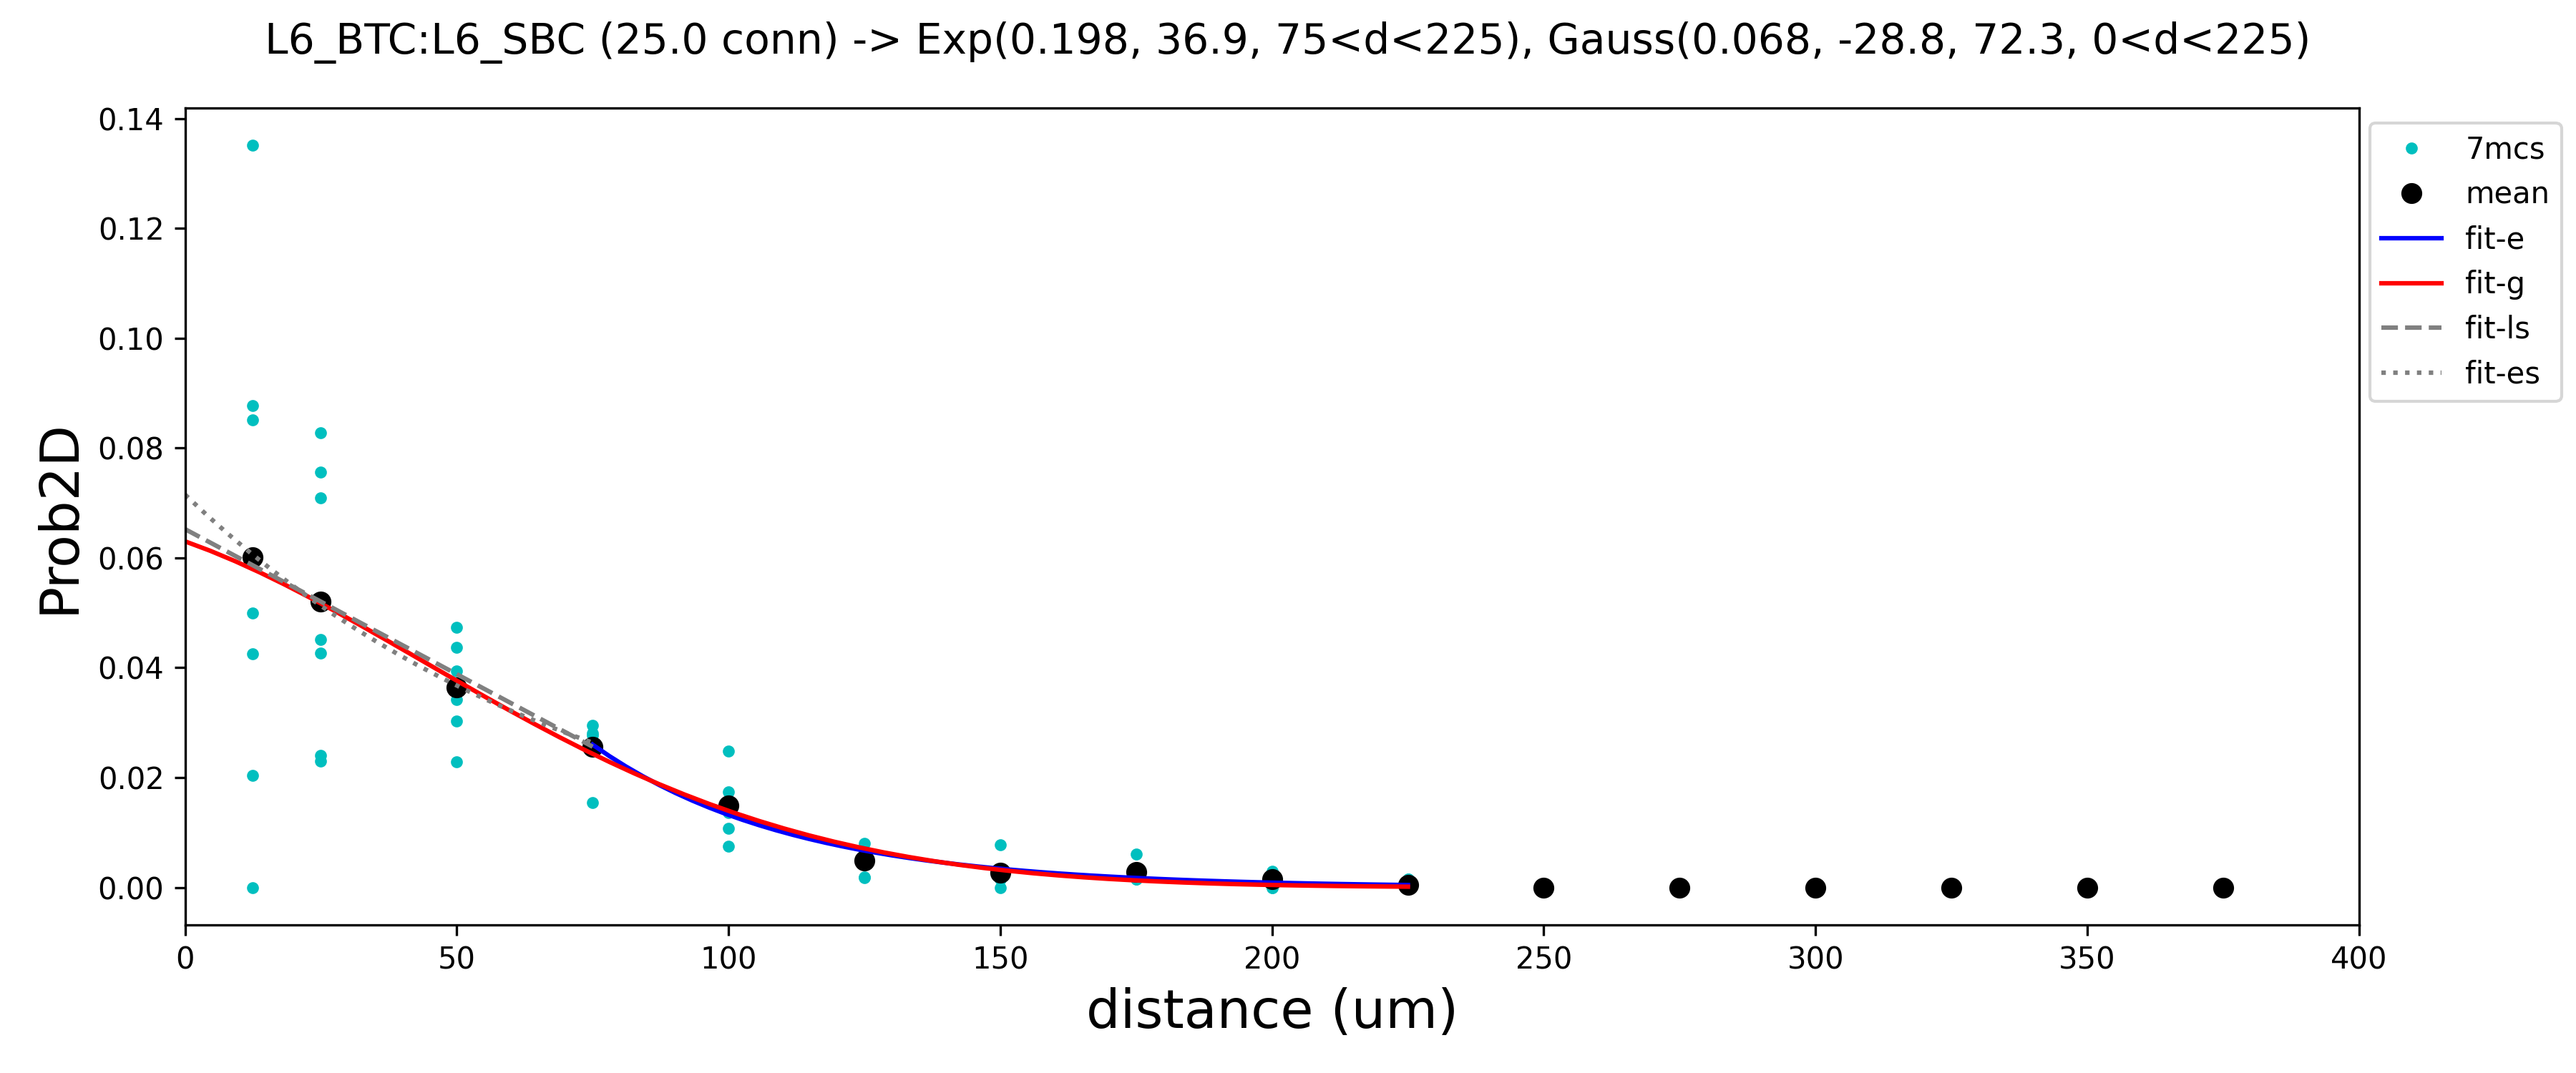 L6_BTC:L6_SBC (25.0 conn) -> Exp(0.198, 36.9, 75<d<225), Gauss(0.068, -28.8, 72.3, 0<d<225)
0.14
0.12
0.10
0.08
0.06
0.04
0.02
0.00
Prob2D
0 50 100 150 200 250 300 350 400
distance (um)
7mcs
mean
fit-e
fit-g
fit-ls
fit-es